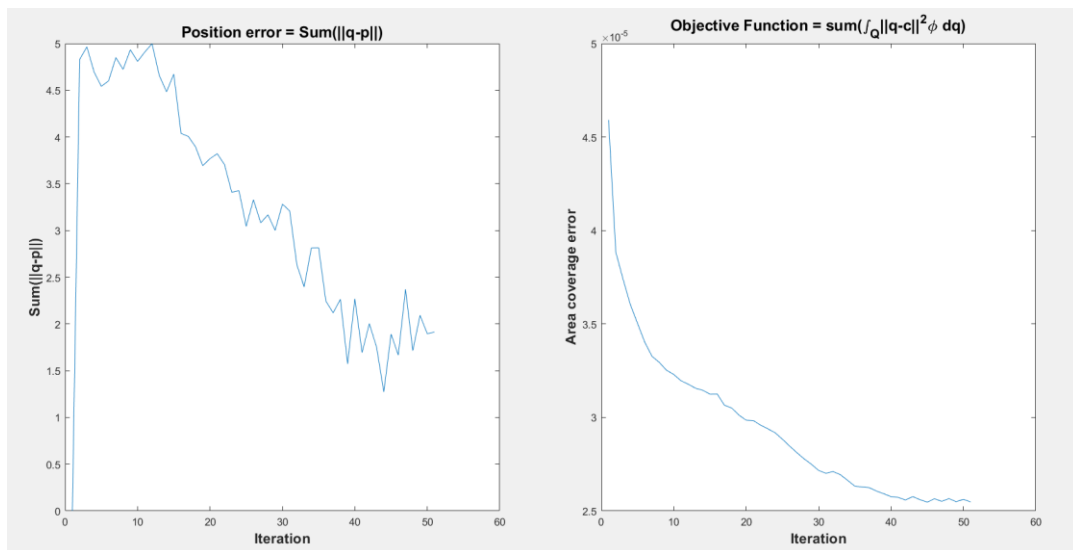 Position error = Sum(||q-p||)
Sum(||q-p||)
5
4.5
4
3.5
3
2.5
2
1.5
1
0.5
0
0 10 20 30 40 50 60
Iteration
Objective Function = sum(∫_Q||q-c||²ϕ dq)
×10⁻⁵
Area coverage error
5
4.5
4
3.5
3
2.5
0 10 20 30 40 50 60
Iteration